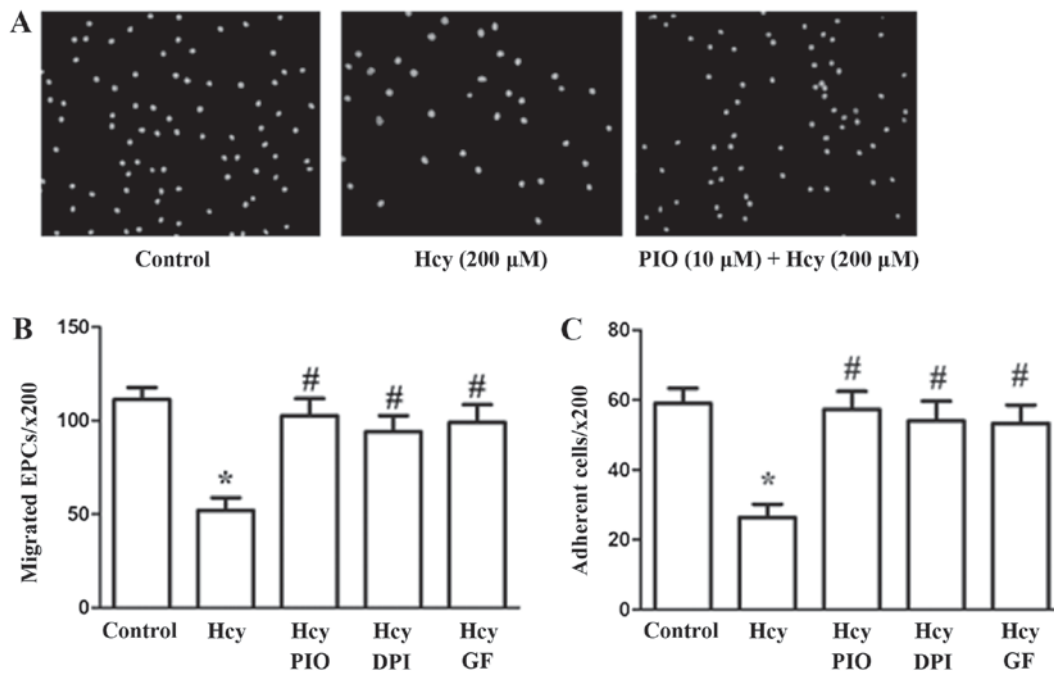 A
Control
Hcy (200 μM)
PIO (10 μM) + Hcy (200 μM)
B
Migrated EPCs/x200
150
100
50
0
*
#
#
#
Control
Hcy
Hcy
PIO
Hcy
DPI
Hcy
GF
C
Adherent cells/x200
80
60
40
20
0
*
#
#
#
Control
Hcy
Hcy
PIO
Hcy
DPI
Hcy
GF